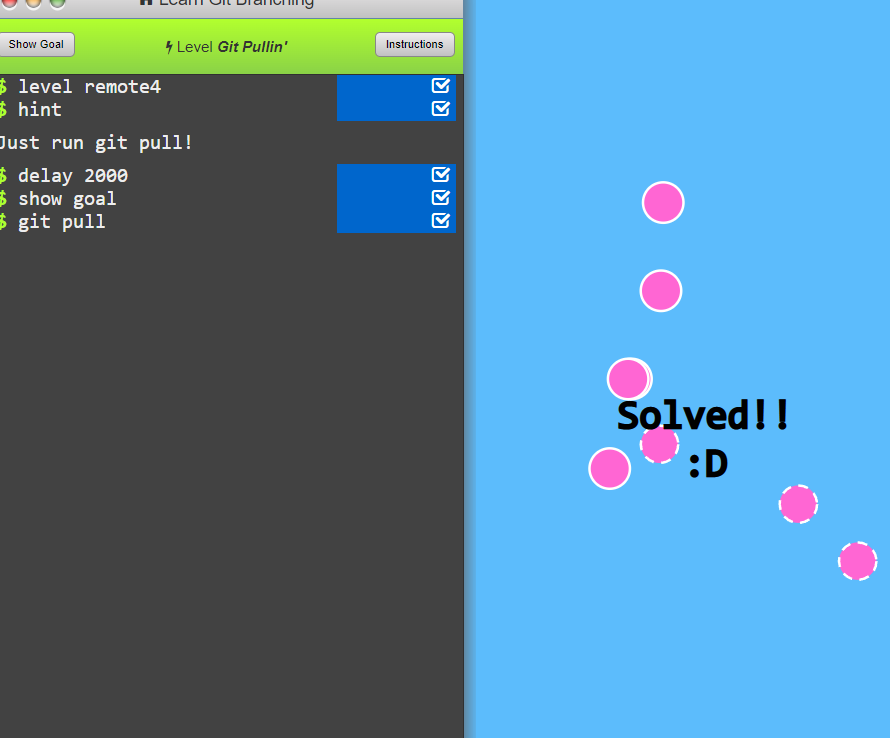 Learn Git Branching
Show Goal
Level Git Pullin'
Instructions
$ level remote4
$ hint
Just run git pull!
$ delay 2000
$ show goal
$ git pull
Solved!!
:D